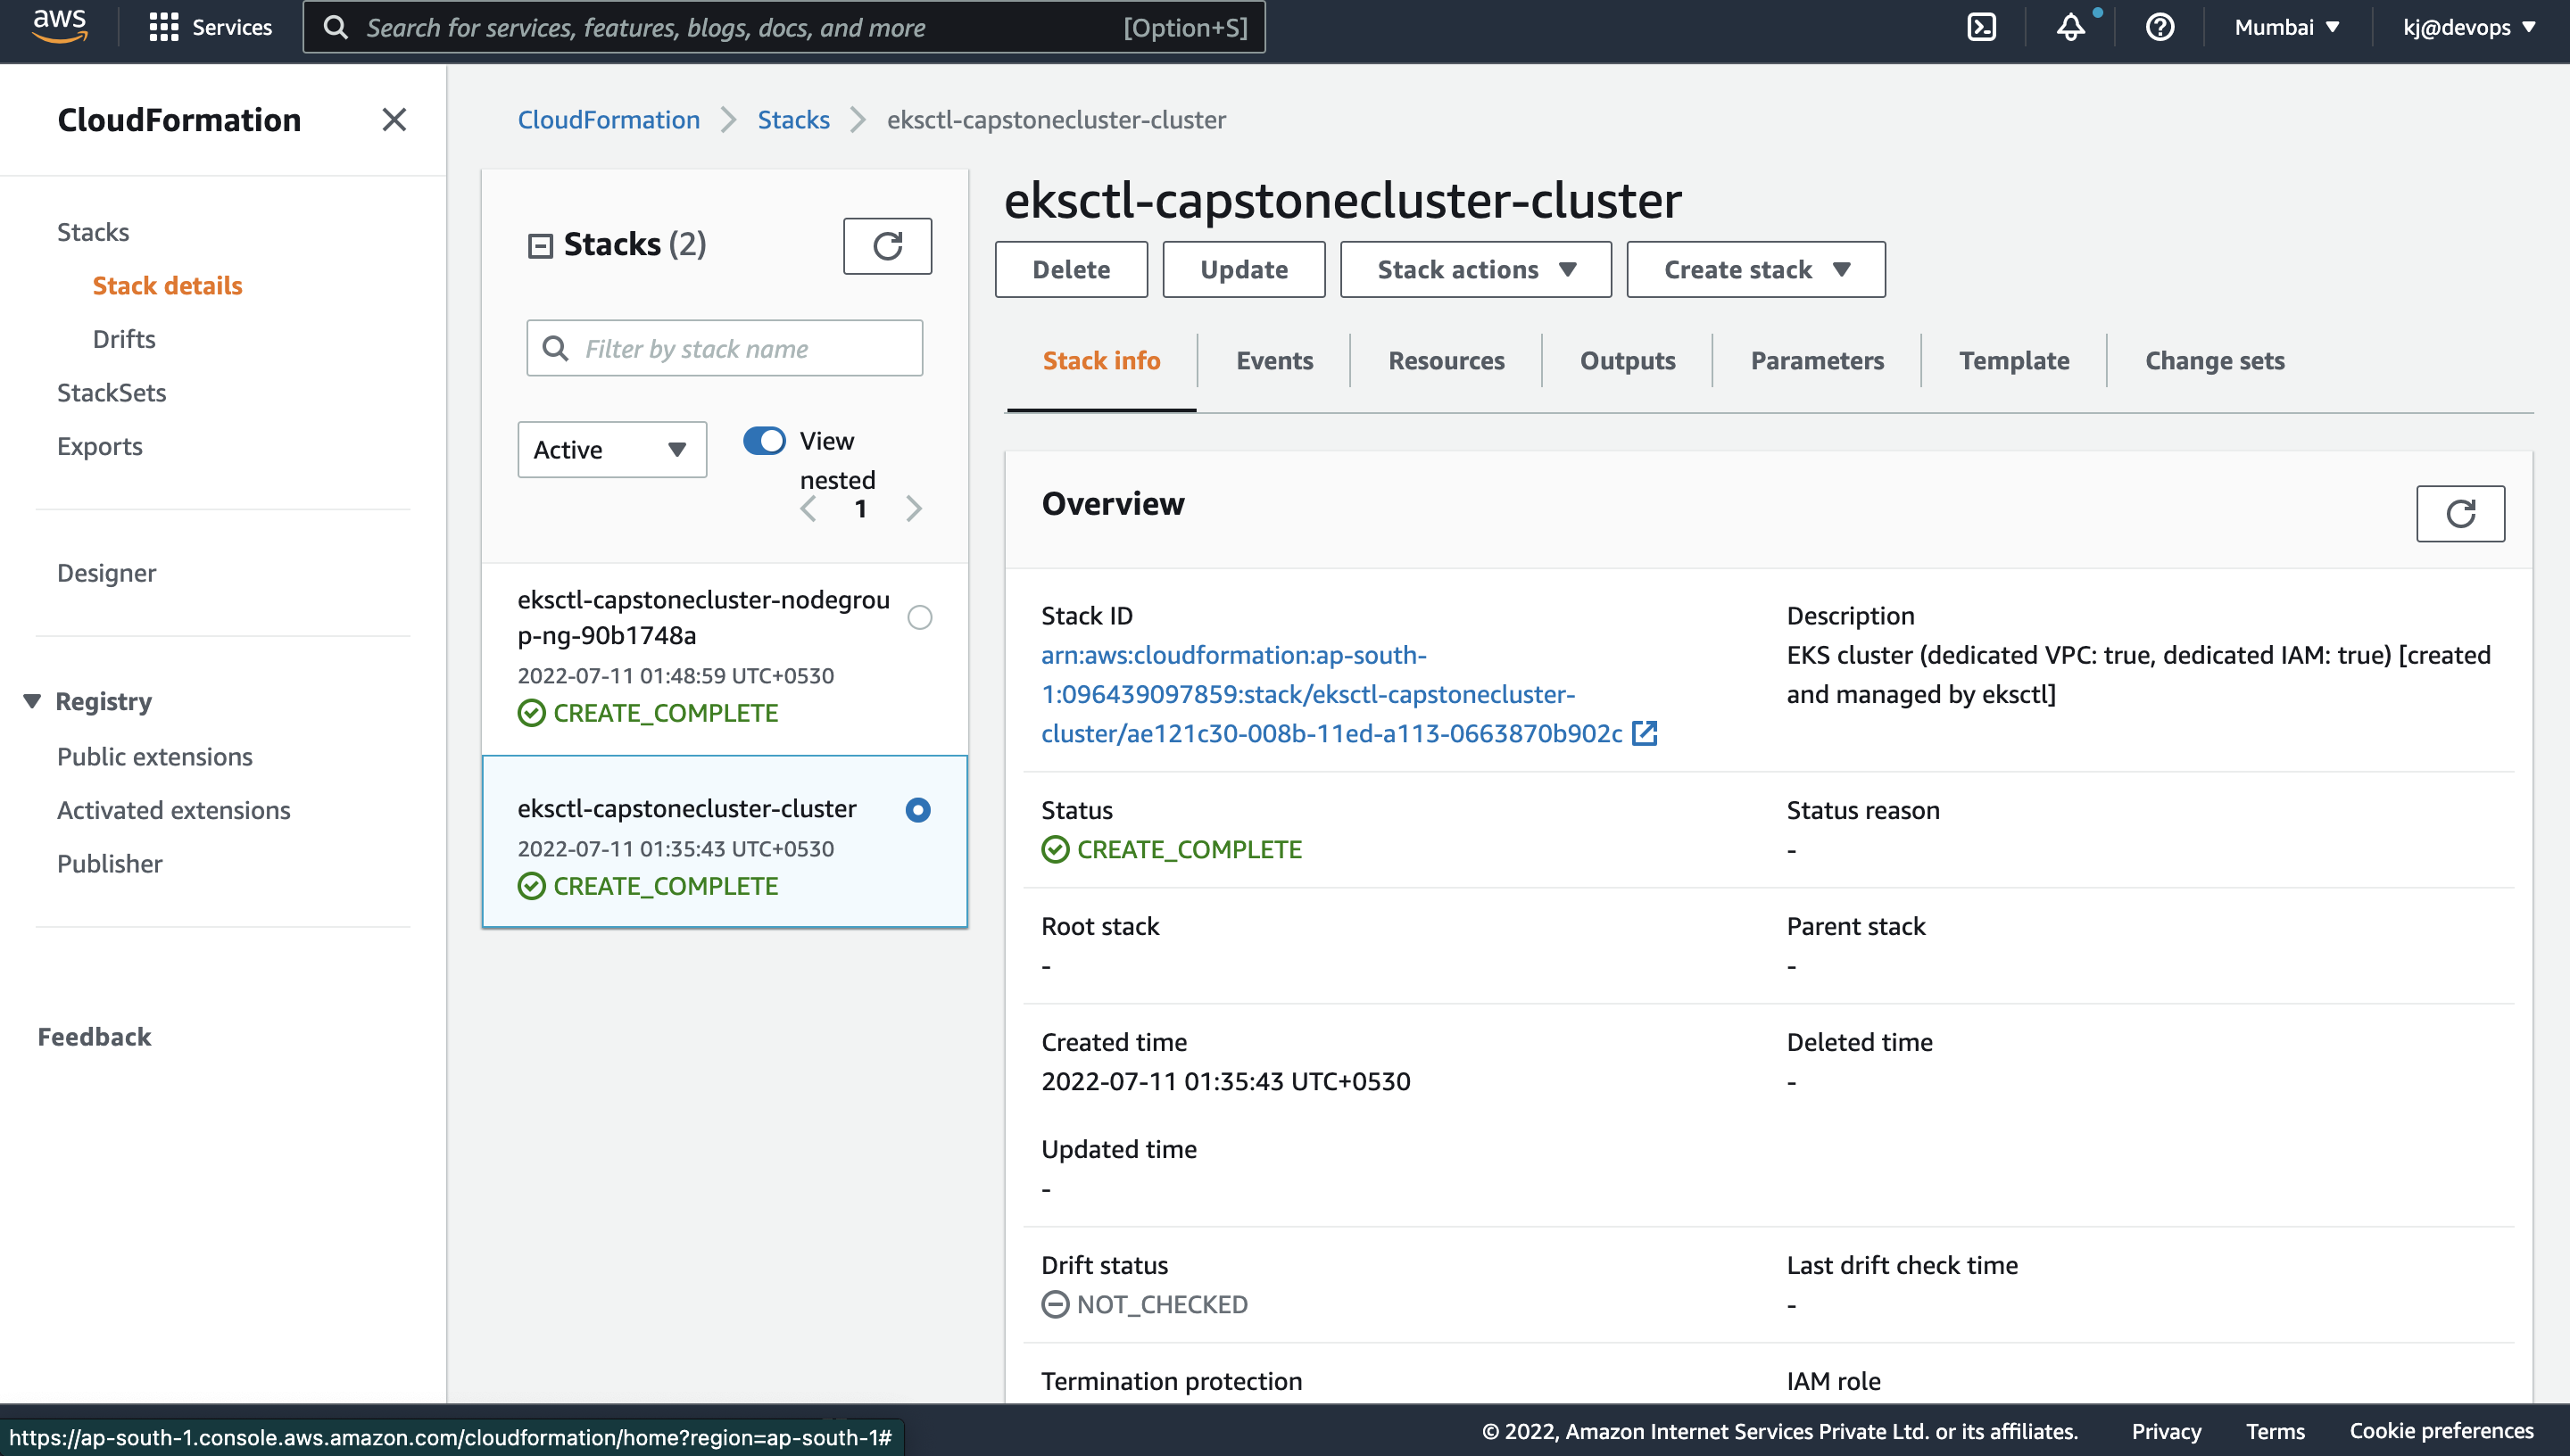 aws
Services
Search for services, features, blogs, docs, and more
[Option+S]
Mumbai
kj@devops
CloudFormation
Stacks
Stack details
Drifts
StackSets
Exports
Designer
Registry
Public extensions
Activated extensions
Publisher
Feedback
CloudFormation
Stacks
eksctl-capstonecluster-cluster
Stacks (2)
Filter by stack name
Active
View
nested
1
eksctl-capstonecluster-nodegrou
p-ng-90b1748a
2022-07-11 01:48:59 UTC+0530
CREATE_COMPLETE
eksctl-capstonecluster-cluster
2022-07-11 01:35:43 UTC+0530
CREATE_COMPLETE
eksctl-capstonecluster-cluster
Delete
Update
Stack actions
Create stack
Stack info
Events
Resources
Outputs
Parameters
Template
Change sets
Overview
Stack ID
arn:aws:cloudformation:ap-south-
1:096439097859:stack/eksctl-capstonecluster-
cluster/ae121c30-008b-11ed-a113-0663870b902c
Description
EKS cluster (dedicated VPC: true, dedicated IAM: true) [created
and managed by eksctl]
Status
CREATE_COMPLETE
Status reason
-
Root stack
-
Parent stack
-
Created time
2022-07-11 01:35:43 UTC+0530
Deleted time
-
Updated time
-
Drift status
NOT_CHECKED
Last drift check time
-
Termination protection
IAM role
https://ap-south-1.console.aws.amazon.com/cloudformation/home?region=ap-south-1#
© 2022, Amazon Internet Services Private Ltd. or its affiliates.
Privacy
Terms
Cookie preferences